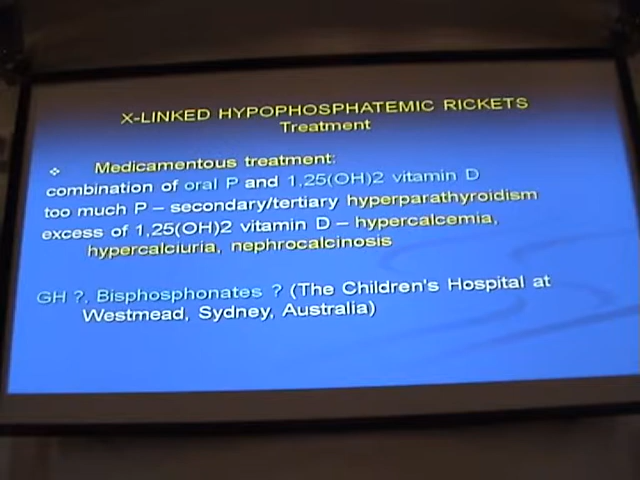 X-LINKED HYPOPHOSPHATEMIC RICKETS
Treatment
Medicamentous treatment:
combination of oral P and 1,25(OH)2 vitamin D
too much P – secondary/tertiary hyperparathyroidism
excess of 1,25(OH)2 vitamin D – hypercalcemia,
hypercalciuria, nephrocalcinosis
GH ?, Bisphosphonates ? (The Children's Hospital at
Westmead, Sydney, Australia)